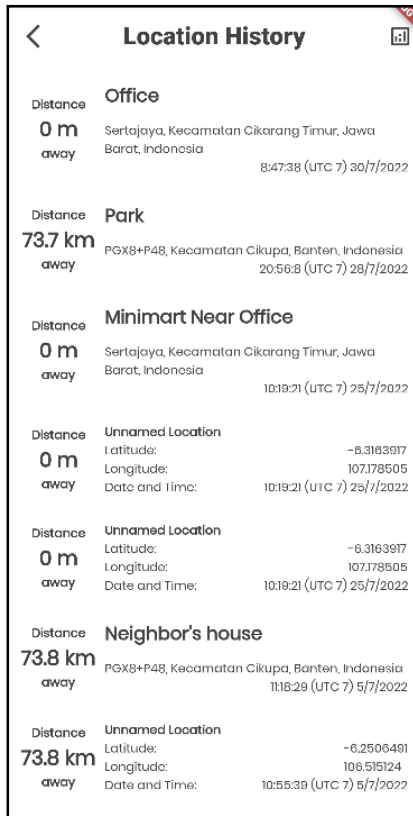 Location History
Distance
0 m
away
Office
Sertajaya, Kecamatan Cikarang Timur, Jawa
Barat, Indonesia
8:47:38 (UTC 7) 30/7/2022
Distance
73.7 km
away
Park
PGX8+P48, Kecamatan Cikupa, Banten, Indonesia
20:56:8 (UTC 7) 28/7/2022
Distance
0 m
away
Minimart Near Office
Sertajaya, Kecamatan Cikarang Timur, Jawa
Barat, Indonesia
10:19:21 (UTC 7) 25/7/2022
Distance
0 m
away
Unnamed Location
Latitude: -6.3163917
Longitude: 107.178505
Date and Time: 10:19:21 (UTC 7) 25/7/2022
Distance
0 m
away
Unnamed Location
Latitude: -6.3163917
Longitude: 107.178505
Date and Time: 10:19:21 (UTC 7) 25/7/2022
Distance
73.8 km
away
Neighbor's house
PGX8+P48, Kecamatan Cikupa, Banten, Indonesia
11:18:29 (UTC 7) 5/7/2022
Distance
73.8 km
away
Unnamed Location
Latitude: -6.2506491
Longitude: 106.515124
Date and Time: 10:55:39 (UTC 7) 5/7/2022